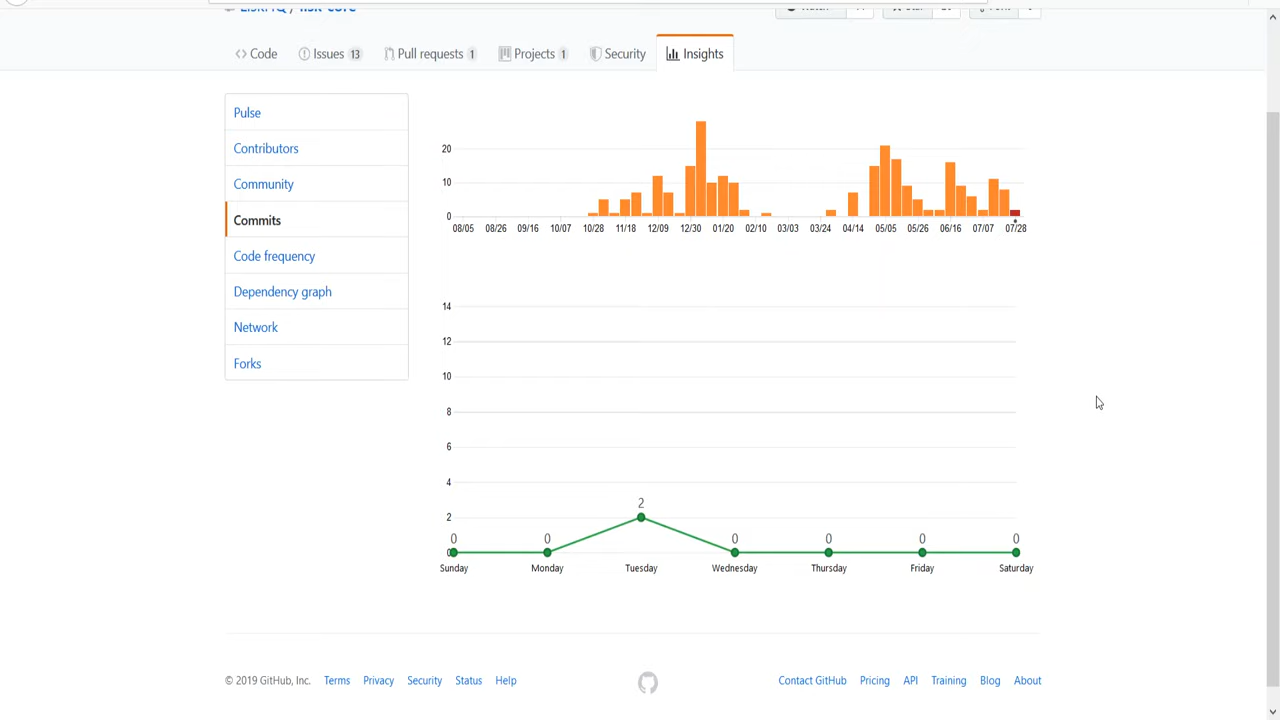 LiskHQ / lisk-core
Code
Issues 13
Pull requests 1
Projects 1
Security
Insights
Pulse
Contributors
Community
Commits
Code frequency
Dependency graph
Network
Forks
20
10
0
08/05 08/26 09/16 10/07 10/28 11/18 12/09 12/30 01/20 02/10 03/03 03/24 04/14 05/05 05/26 06/16 07/07 07/28
14
12
10
8
6
4
2
0
2
0 0 0 0 0 0
Sunday Monday Tuesday Wednesday Thursday Friday Saturday
© 2019 GitHub, Inc. Terms Privacy Security Status Help
Contact GitHub Pricing API Training Blog About